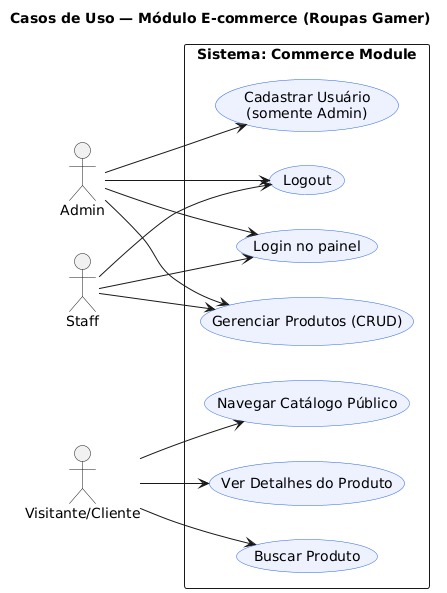 Casos de Uso — Módulo E-commerce (Roupas Gamer)
Sistema: Commerce Module
Cadastrar Usuário
(somente Admin)
Logout
Admin
Login no painel
Staff
Gerenciar Produtos (CRUD)
Navegar Catálogo Público
Ver Detalhes do Produto
Visitante/Cliente
Buscar Produto